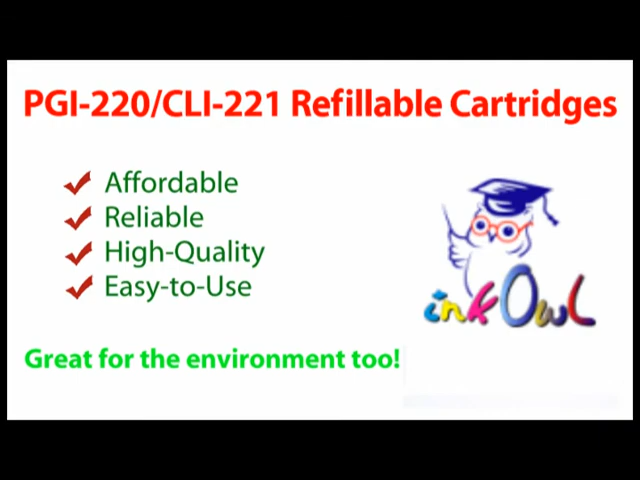 PGI-220/CLI-221 Refillable Cartridges
Affordable
Reliable
High-Quality
Easy-to-Use
inkOwl
Great for the environment too!